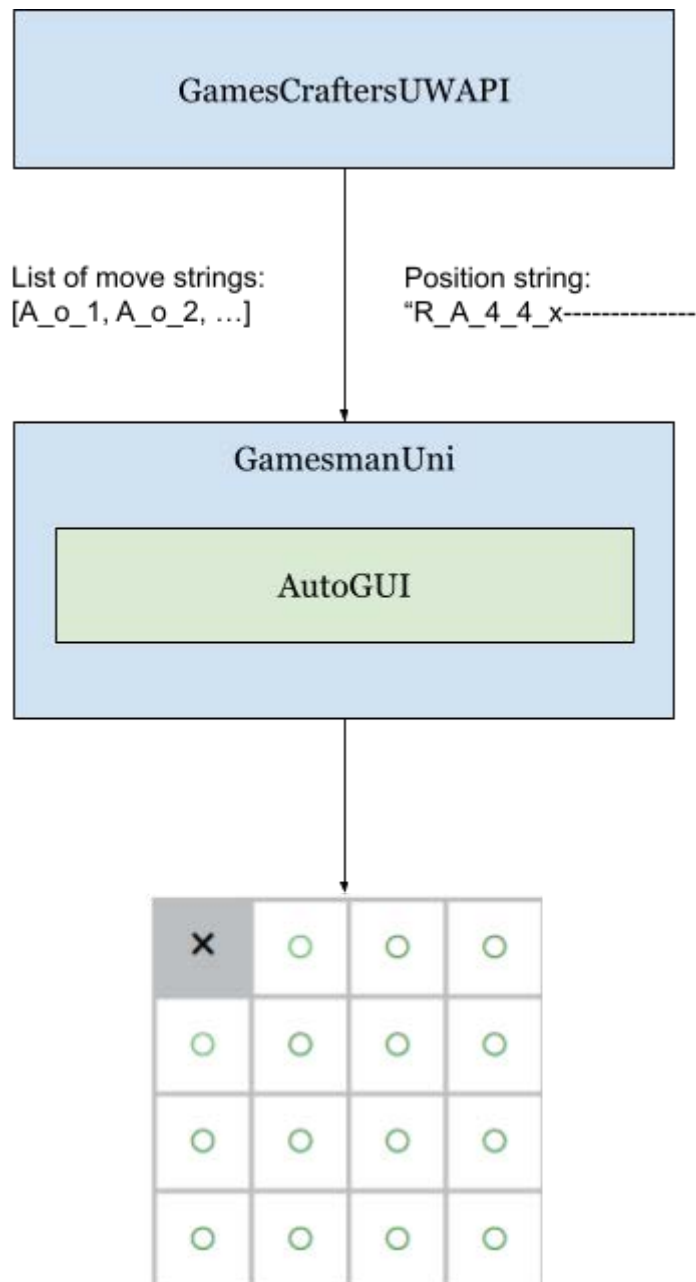 GamesCraftersUWAPI
List of move strings:
[A_o_1, A_o_2, …]
Position string:
“R_A_4_4_x---------------
GamesmanUni
AutoGUI